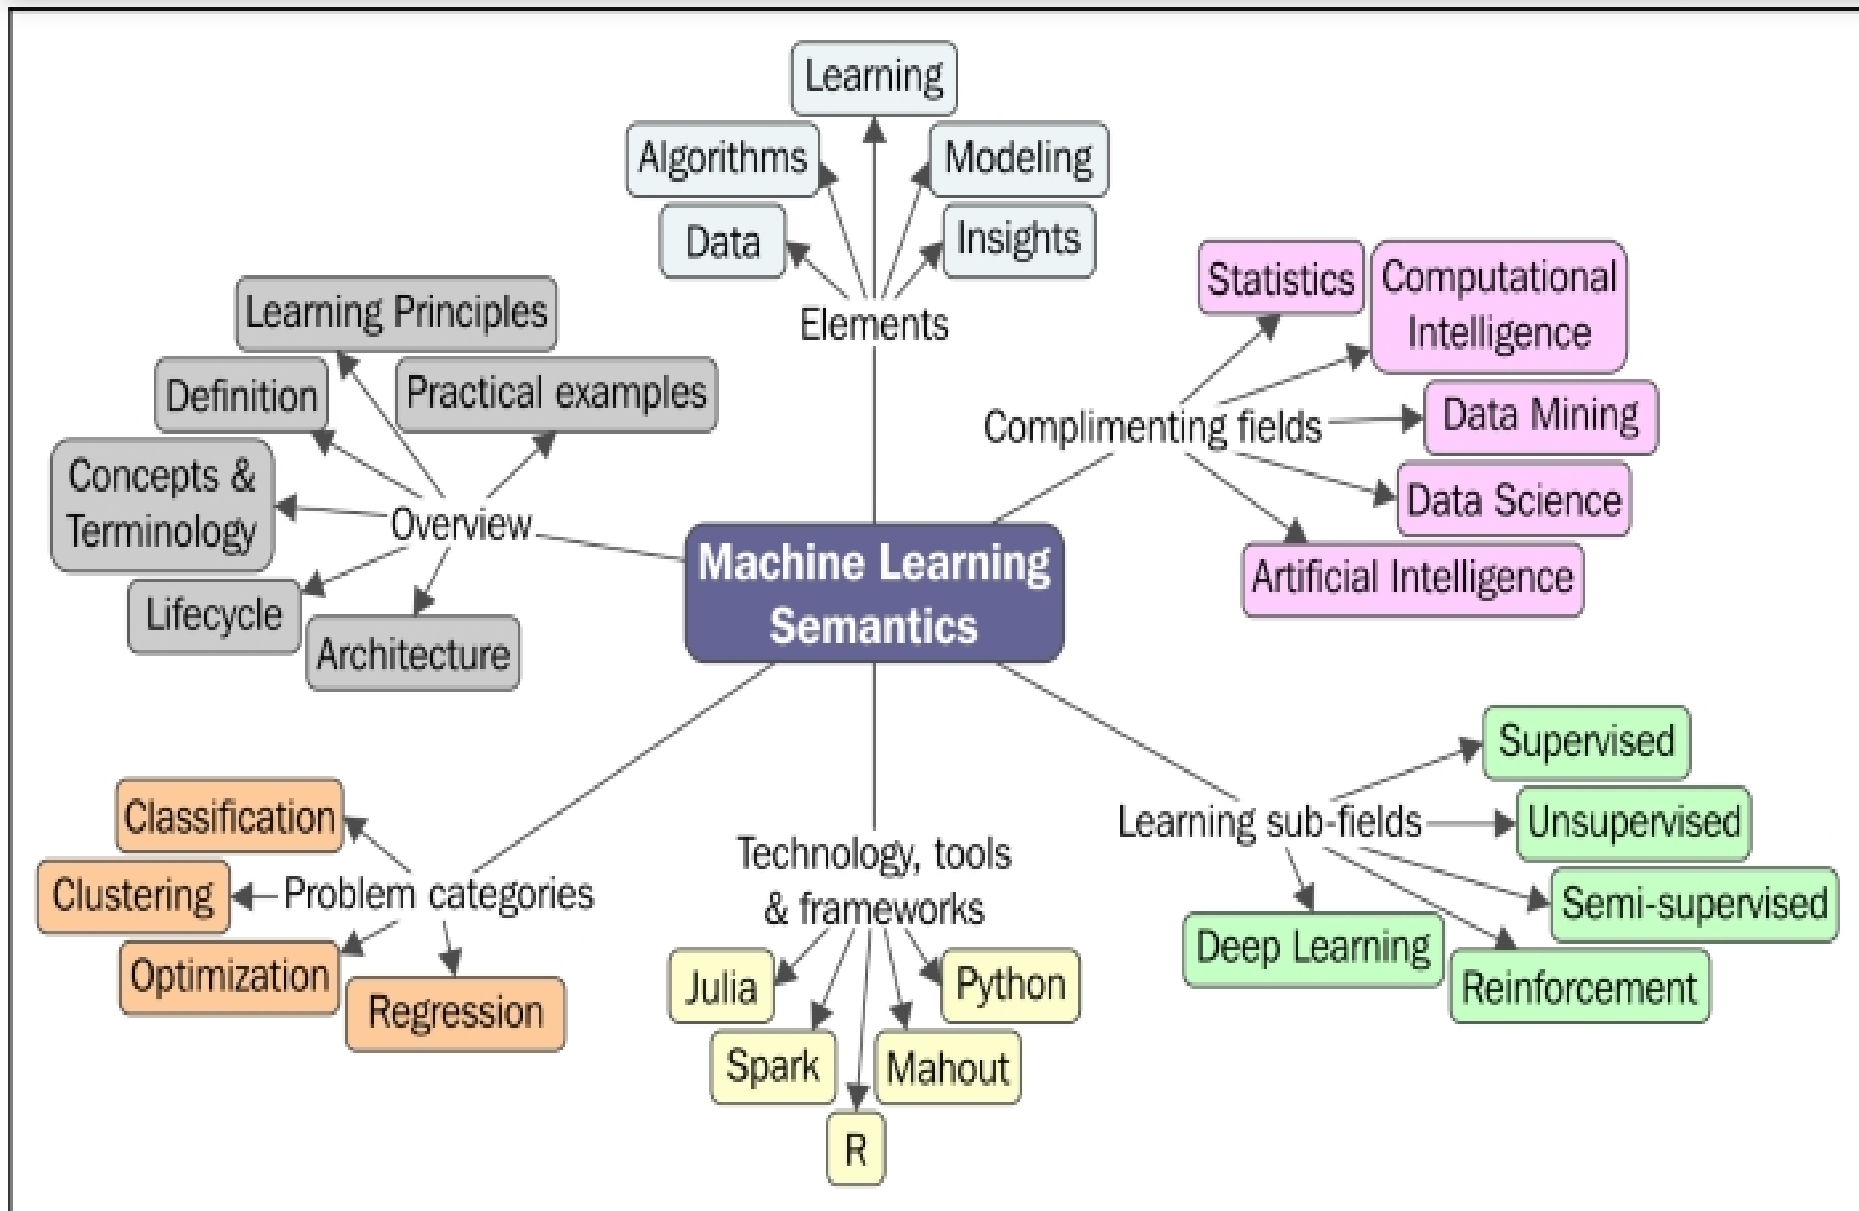 Learning
Algorithms
Modeling
Data
Insights
Elements
Statistics
Computational
Intelligence
Data Mining
Data Science
Artificial Intelligence
Complimenting fields
Learning Principles
Definition
Practical examples
Concepts &
Terminology
Overview
Lifecycle
Architecture
Machine Learning
Semantics
Classification
Clustering
Problem categories
Optimization
Regression
Technology, tools
& frameworks
Julia
Python
Spark
Mahout
R
Supervised
Learning sub-fields
Unsupervised
Semi-supervised
Deep Learning
Reinforcement